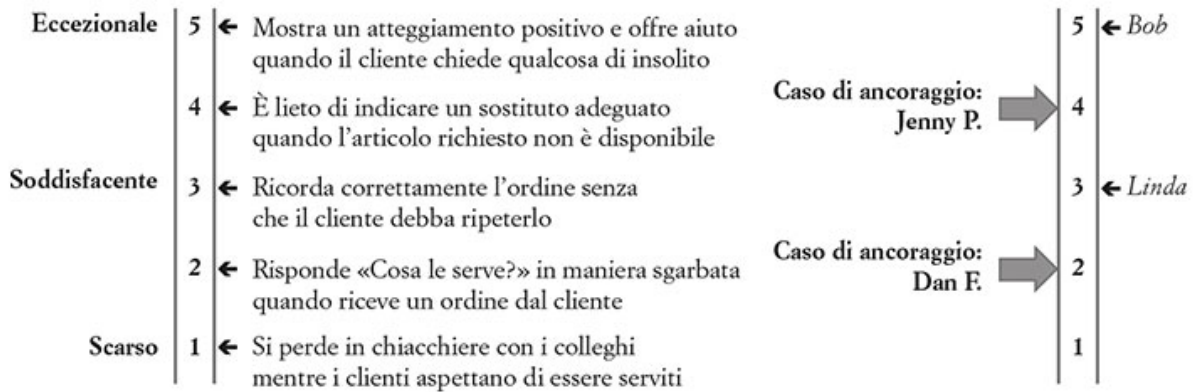 Eccezionale 5 ← Mostra un atteggiamento positivo e offre aiuto
quando il cliente chiede qualcosa di insolito
4 ← È lieto di indicare un sostituto adeguato
quando l'articolo richiesto non è disponibile
Soddisfacente 3 ← Ricorda correttamente l'ordine senza
che il cliente debba ripeterlo
2 ← Risponde «Cosa le serve?» in maniera sgarbata
quando riceve un ordine dal cliente
Scarso 1 ← Si perde in chiacchiere con i colleghi
mentre i clienti aspettano di essere serviti
5 ← Bob
Caso di ancoraggio:
Jenny P. 4
3 ← Linda
Caso di ancoraggio:
Dan F. 2
1